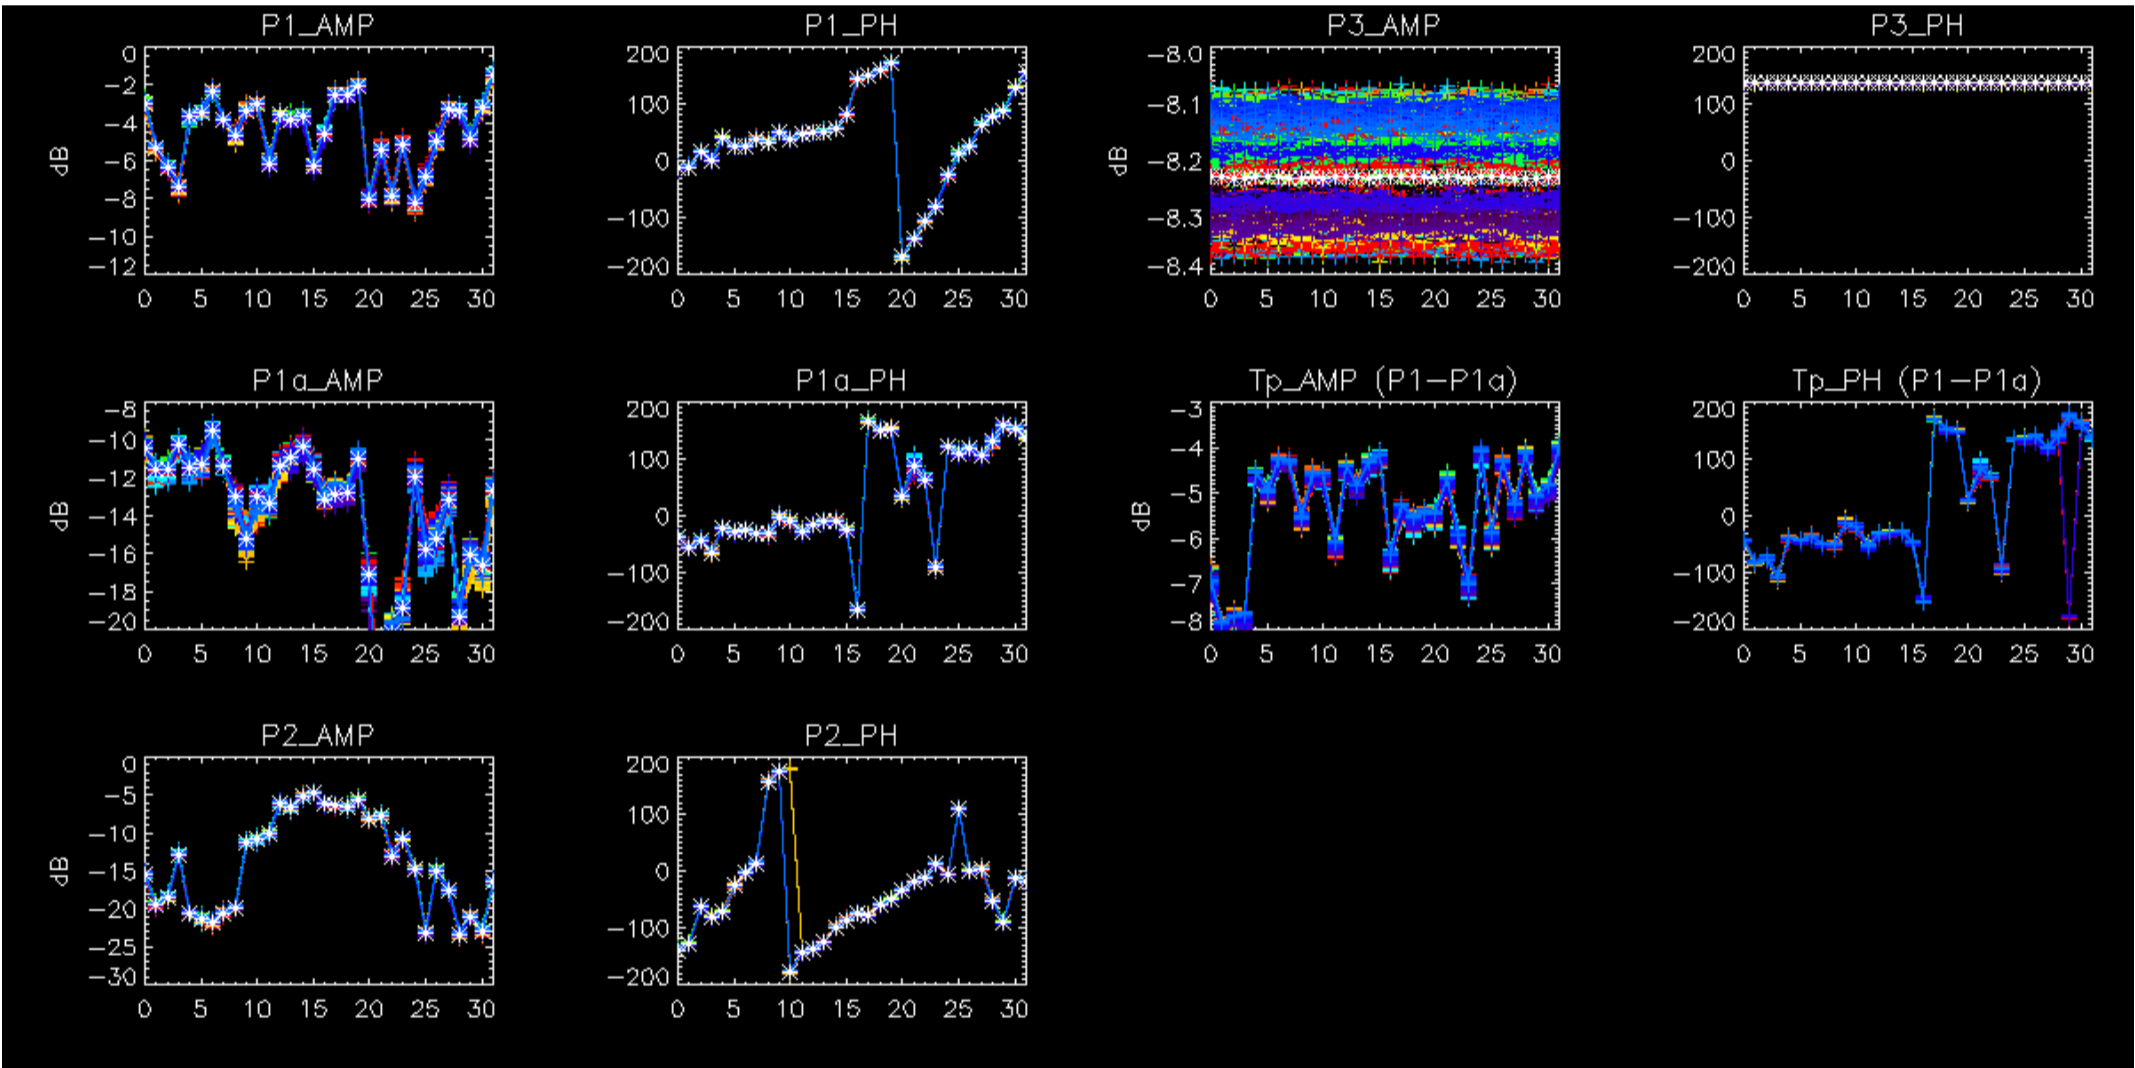 P1_AMP
0
−2
−4
−6
−8
−10
−12
dB
0 5 10 15 20 25 30
P1_PH
200
100
0
−100
−200
0 5 10 15 20 25 30
P3_AMP
−8.0
−8.1
−8.2
−8.3
−8.4
dB
0 5 10 15 20 25 30
P3_PH
200
100
0
−100
−200
0 5 10 15 20 25 30
P1a_AMP
−8
−10
−12
−14
−16
−18
−20
dB
0 5 10 15 20 25 30
P1a_PH
200
100
0
−100
−200
0 5 10 15 20 25 30
Tp_AMP (P1−P1a)
−3
−4
−5
−6
−7
−8
dB
0 5 10 15 20 25 30
Tp_PH (P1−P1a)
200
100
0
−100
−200
0 5 10 15 20 25 30
P2_AMP
0
−5
−10
−15
−20
−25
−30
dB
0 5 10 15 20 25 30
P2_PH
200
100
0
−100
−200
0 5 10 15 20 25 30